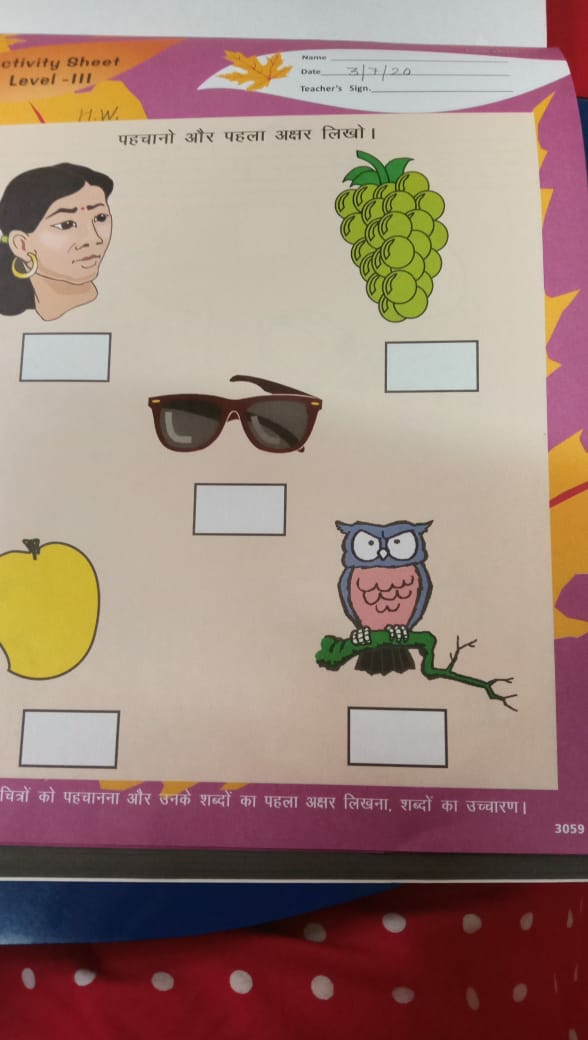 ctivity Sheet
Level -III
Name
Date 3/7/20
Teacher's Sign.
H.W.
पहचानो और पहला अक्षर लिखो।
चित्रों को पहचानना और उनके शब्दों का पहला अक्षर लिखना, शब्दों का उच्चारण।
3059